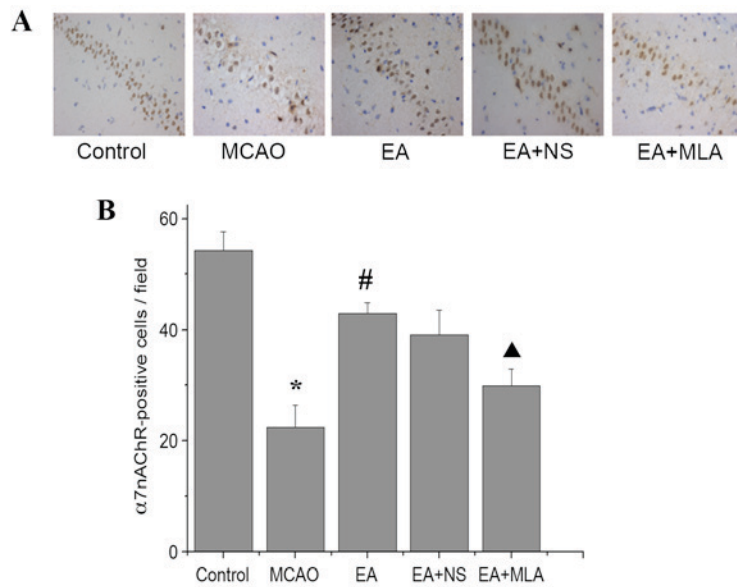 A
Control MCAO EA EA+NS EA+MLA
B
α7nAChR-positive cells / field
60
40
20
0
*
#
▲
Control MCAO EA EA+NS EA+MLA